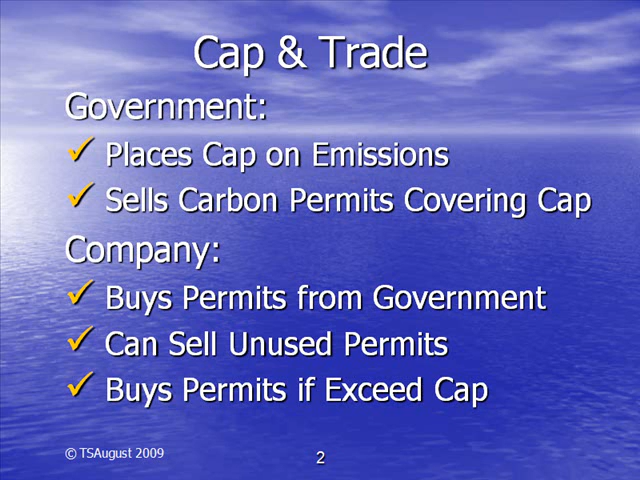 Cap & Trade
Government:
✓ Places Cap on Emissions
✓ Sells Carbon Permits Covering Cap
Company:
✓ Buys Permits from Government
✓ Can Sell Unused Permits
✓ Buys Permits if Exceed Cap
© TSAugust 2009
2